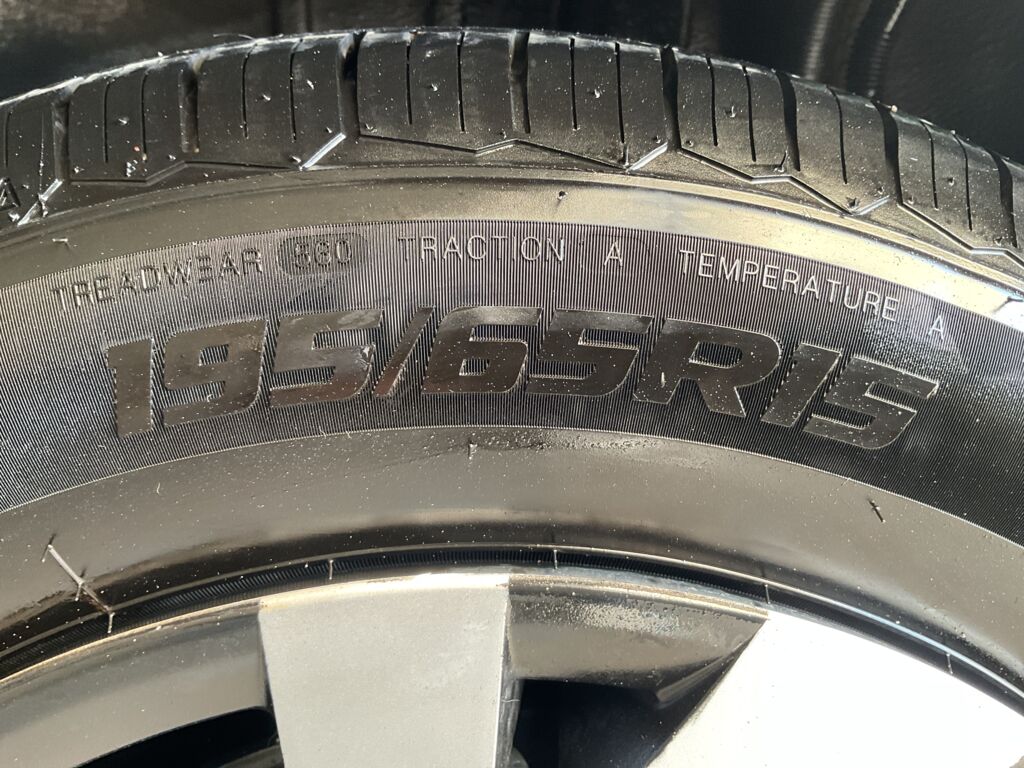 TREADWEAR 560 TRACTION A TEMPERATURE A
195/65R15